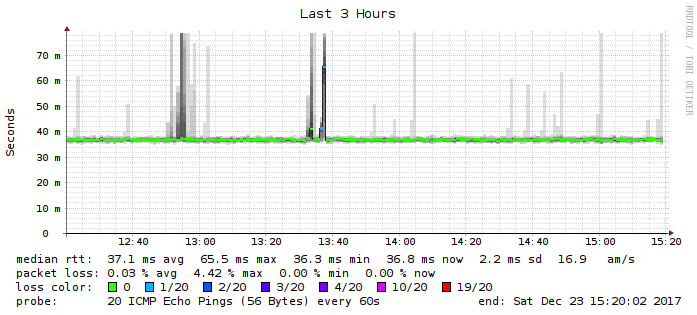 Last 3 Hours
RRDTOOL / TOBI OETIKER
Seconds
70 m
60 m
50 m
40 m
30 m
20 m
10 m
0
12:40 13:00 13:20 13:40 14:00 14:20 14:40 15:00 15:20
median rtt: 37.1 ms avg 65.5 ms max 36.3 ms min 36.8 ms now 2.2 ms sd 16.9 am/s
packet loss: 0.03 % avg 4.42 % max 0.00 % min 0.00 % now
loss color: 0 1/20 2/20 3/20 4/20 10/20 19/20
probe: 20 ICMP Echo Pings (56 Bytes) every 60s end: Sat Dec 23 15:20:02 2017